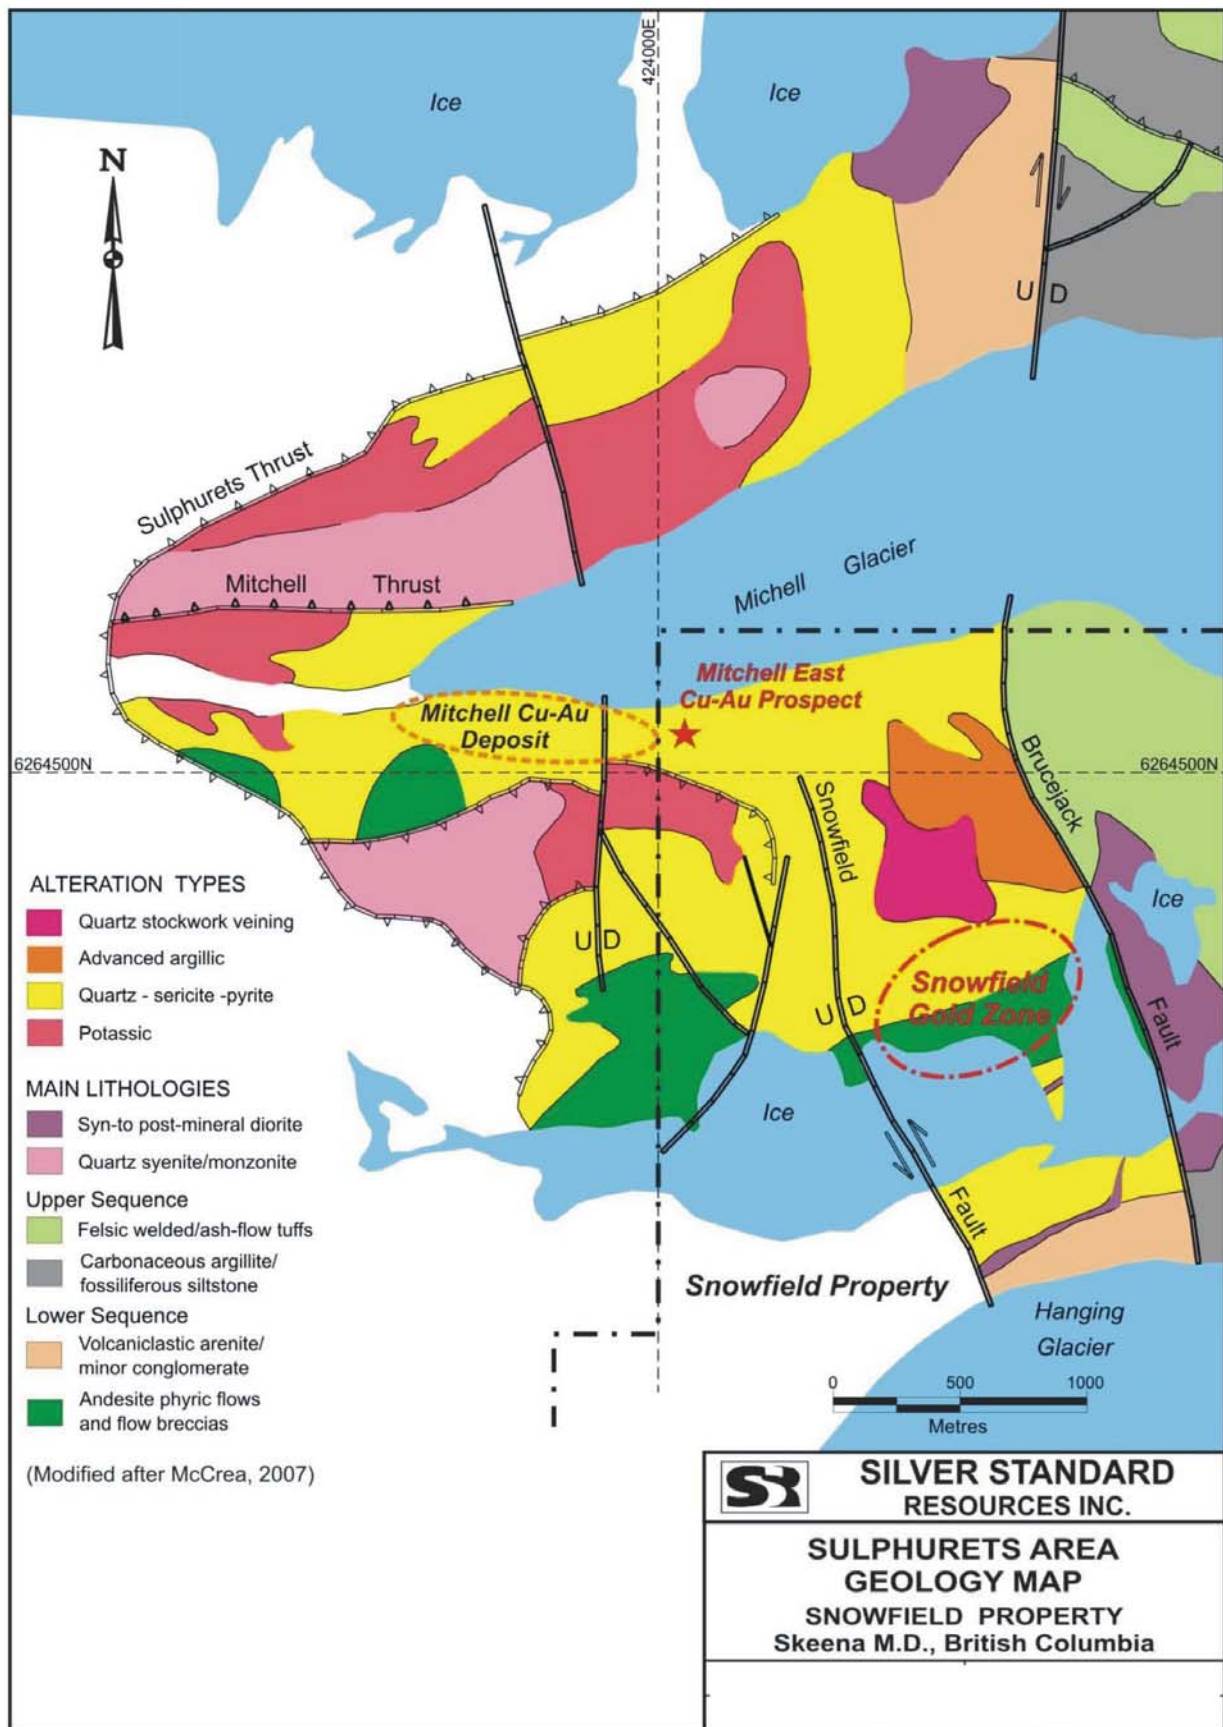 424000E
Ice
Ice
N
U D
Sulphurets Thrust
Mitchell Thrust
Michell Glacier
Mitchell East
Cu-Au Prospect
Mitchell Cu-Au
Deposit
6264500N
6264500N
Brucejack
Snowfield
Ice
U D
Snowfield
Gold Zone
U D
Fault
Ice
Fault
Snowfield Property
Hanging
Glacier
0 500 1000
Metres
ALTERATION TYPES
Quartz stockwork veining
Advanced argillic
Quartz - sericite -pyrite
Potassic
MAIN LITHOLOGIES
Syn-to post-mineral diorite
Quartz syenite/monzonite
Upper Sequence
Felsic welded/ash-flow tuffs
Carbonaceous argillite/
fossiliferous siltstone
Lower Sequence
Volcaniclastic arenite/
minor conglomerate
Andesite phyric flows
and flow breccias
(Modified after McCrea, 2007)
SILVER STANDARD
RESOURCES INC.
SULPHURETS AREA
GEOLOGY MAP
SNOWFIELD PROPERTY
Skeena M.D., British Columbia